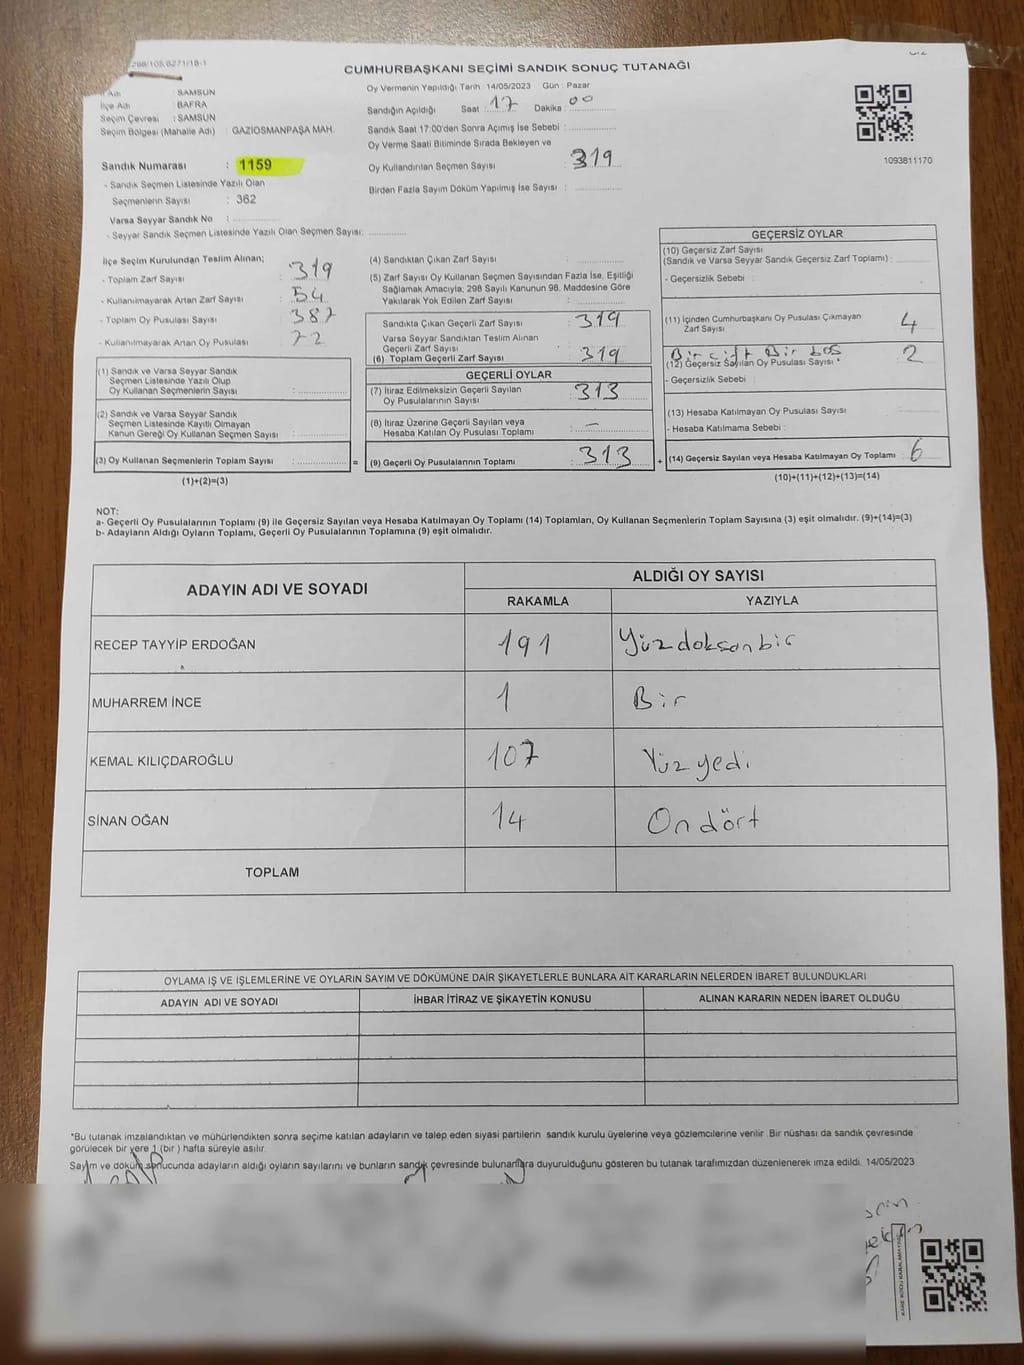 CUMHURBAŞKANI SEÇİMİ SANDIK SONUÇ TUTANAĞI
İl Adı : SAMSUN
İlçe Adı : BAFRA
Seçim Çevresi : SAMSUN
Seçim Bölgesi (Mahalle Adı) : GAZİOSMANPAŞA MAH.
Sandık Numarası : 1159
- Sandık Seçmen Listesinde Yazılı Olan
Seçmenlerin Sayısı : 362
Varsa Seyyar Sandık No :
- Seyyar Sandık Seçmen Listesinde Yazılı Olan Seçmen Sayısı:
Oy Vermenin Yapıldığı Tarih 14/05/2023 Gün : Pazar
Sandığın Açıldığı Saat : 17 Dakika : 00
Sandık Saat 17:00'den Sonra Açımış İse Sebebi :
Oy Verme Saati Bitiminde Sırada Bekleyen ve
Oy Kullandırılan Seçmen Sayısı : 319
Birden Fazla Sayım Döküm Yapılmış İse Sayısı :
1093811170
İlçe Seçim Kurulundan Teslim Alınan;
- Toplam Zarf Sayısı : 319
- Kullanılmayarak Artan Zarf Sayısı : 54
- Toplam Oy Pusulası Sayısı : 387
- Kullanılmayarak Artan Oy Pusulası : 72
(1) Sandık ve Varsa Seyyar Sandık
Seçmen Listesinde Yazılı Olup
Oy Kullanan Seçmenlerin Sayısı :
(2) Sandık ve Varsa Seyyar Sandık
Seçmen Listesinde Kayıtlı Olmayan
Kanun Gereği Oy Kullanan Seçmen Sayısı :
(3) Oy Kullanan Seçmenlerin Toplam Sayısı :
=
(1)+(2)=(3)
(4) Sandıktan Çıkan Zarf Sayısı :
(5) Zarf Sayısı Oy Kullanan Seçmen Sayısından Fazla İse, Eşitliği
Sağlamak Amacıyla, 298 Sayılı Kanunun 98. Maddesine Göre
Yakılarak Yok Edilen Zarf Sayısı :
Sandıkta Çıkan Geçerli Zarf Sayısı : 319
Varsa Seyyar Sandıktan Teslim Alınan
Geçerli Zarf Sayısı :
(6) Toplam Geçerli Zarf Sayısı : 319
GEÇERLİ OYLAR
(7) İtiraz Edilmeksizin Geçerli Sayılan
Oy Pusulalarının Sayısı : 313
(8) İtiraz Üzerine Geçerli Sayılan veya
Hesaba Katılan Oy Pusulası Toplamı : –
(9) Geçerli Oy Pusulalarının Toplamı : 313
+
GEÇERSİZ OYLAR
(10) Geçersiz Zarf Sayısı
(Sandık ve Varsa Seyyar Sandık Geçersiz Zarf Toplamı) :
- Geçersizlik Sebebi :
(11) İçinden Cumhurbaşkanı Oy Pusulası Çıkmayan
Zarf Sayısı : 4
Bir çift Bir boş
(12) Geçersiz Sayılan Oy Pusulası Sayısı : 2
- Geçersizlik Sebebi :
(13) Hesaba Katılmayan Oy Pusulası Sayısı
- Hesaba Katılmama Sebebi :
(14) Geçersiz Sayılan veya Hesaba Katılmayan Oy Toplamı : 6
(10)+(11)+(12)+(13)=(14)
NOT:
a- Geçerli Oy Pusulalarının Toplamı (9) ile Geçersiz Sayılan veya Hesaba Katılmayan Oy Toplamı (14) Toplamları, Oy Kullanan Seçmenlerin Toplam Sayısına (3) eşit olmalıdır. (9)+(14)=(3)
b- Adayların Aldığı Oyların Toplamı, Geçerli Oy Pusulalarının Toplamına (9) eşit olmalıdır.
ADAYIN ADI VE SOYADI
ALDIĞI OY SAYISI
RAKAMLA YAZIYLA
RECEP TAYYİP ERDOĞAN 191 Yüzdoksanbir
MUHARREM İNCE 1 Bir
KEMAL KILIÇDAROĞLU 107 Yüzyedi
SİNAN OĞAN 14 Ondört
TOPLAM
OYLAMA İŞ VE İŞLEMLERİNE VE OYLARIN SAYIM VE DÖKÜMÜNE DAİR ŞİKAYETLERLE BUNLARA AİT KARARLARIN NELERDEN İBARET BULUNDUKLARI
ADAYIN ADI VE SOYADI İHBAR İTİRAZ VE ŞİKAYETİN KONUSU ALINAN KARARIN NEDEN İBARET OLDUĞU
*Bu tutanak imzalandıktan ve mühürlendikten sonra seçime katılan adayların ve talep eden siyasi partilerin sandık kurulu üyelerine veya gözlemcilerine verilir. Bir nüshası da sandık çevresinde
görülecek bir yere 1 (bir) hafta süreyle asılır.
Sayım ve döküm sonucunda adayların aldığı oyların sayılarını ve bunların sandık çevresinde bulunanlara duyurulduğunu gösteren bu tutanak tarafımızdan düzenlenerek imza edildi. 14/05/2023